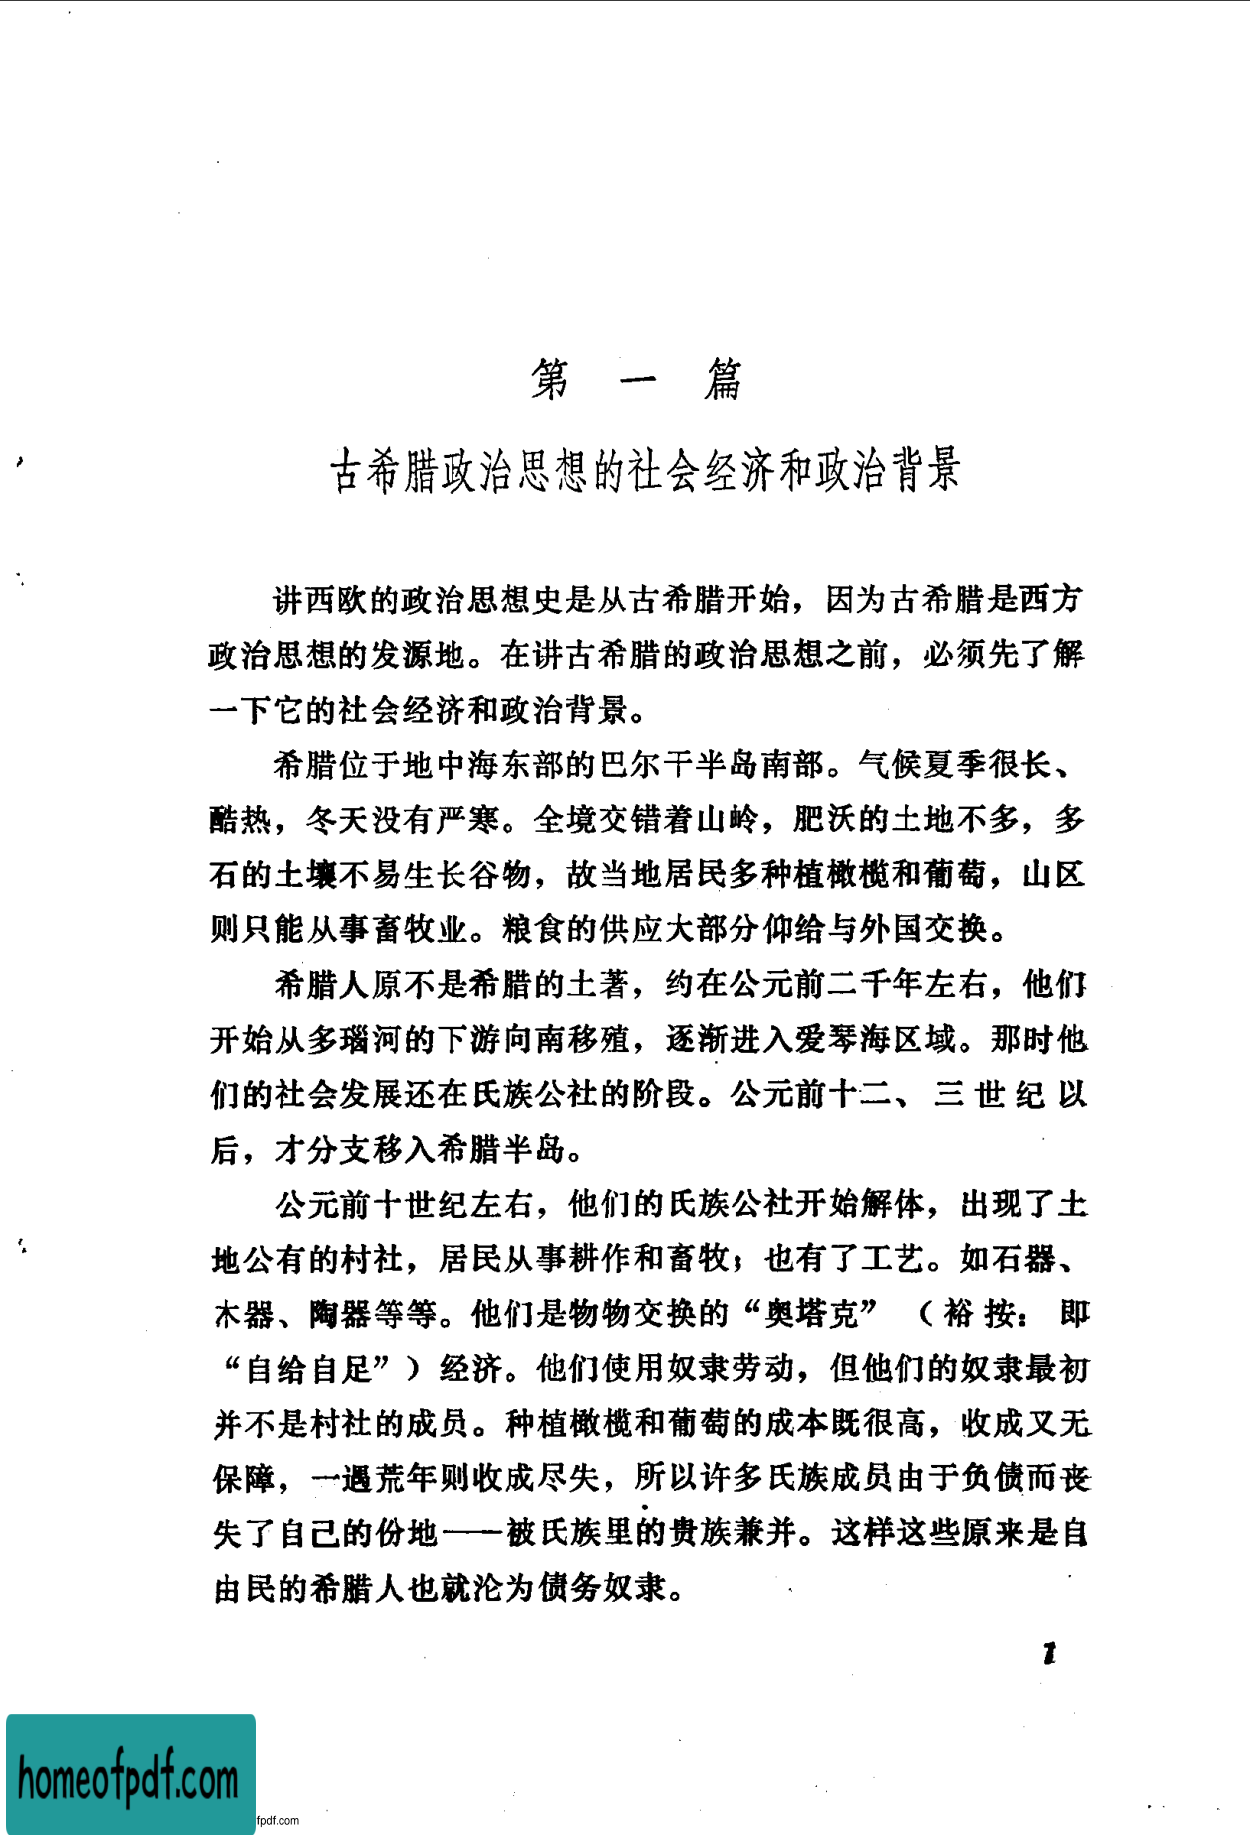 第一篇
古希腊政治思想的社会经济和政治背景
讲西欧的政治思想史是从古希腊开始，因为古希腊是西方
政治思想的发源地。在讲古希腊的政治思想之前，必须先了解
一下它的社会经济和政治背景。
希腊位于地中海东部的巴尔干半岛南部。气候夏季很长、
酷热，冬天没有严寒。全境交错着山岭，肥沃的土地不多，多
石的土壤不易生长谷物，故当地居民多种植橄榄和葡萄，山区
则只能从事畜牧业。粮食的供应大部分仰给与外国交换。
希腊人原不是希腊的土著，约在公元前二千年左右，他们
开始从多瑙河的下游向南移殖，逐渐进入爱琴海区域。那时他
们的社会发展还在氏族公社的阶段。公元前十二、三世纪以
后，才分支移入希腊半岛。
公元前十世纪左右，他们的氏族公社开始解体，出现了土
地公有的村社，居民从事耕作和畜牧；也有了工艺。如石器、
木器、陶器等等。他们是物物交换的“奥塔克”（裕按：即
“自给自足”）经济。他们使用奴隶劳动，但他们的奴隶最初
并不是村社的成员。种植橄榄和葡萄的成本既很高，收成又无
保障，一遇荒年则收成尽失，所以许多氏族成员由于负债而丧
失了自己的份地——被氏族里的贵族兼并。这样这些原来是自
由民的希腊人也就沦为债务奴隶。
1
homeofpdf.com
fpdf.com